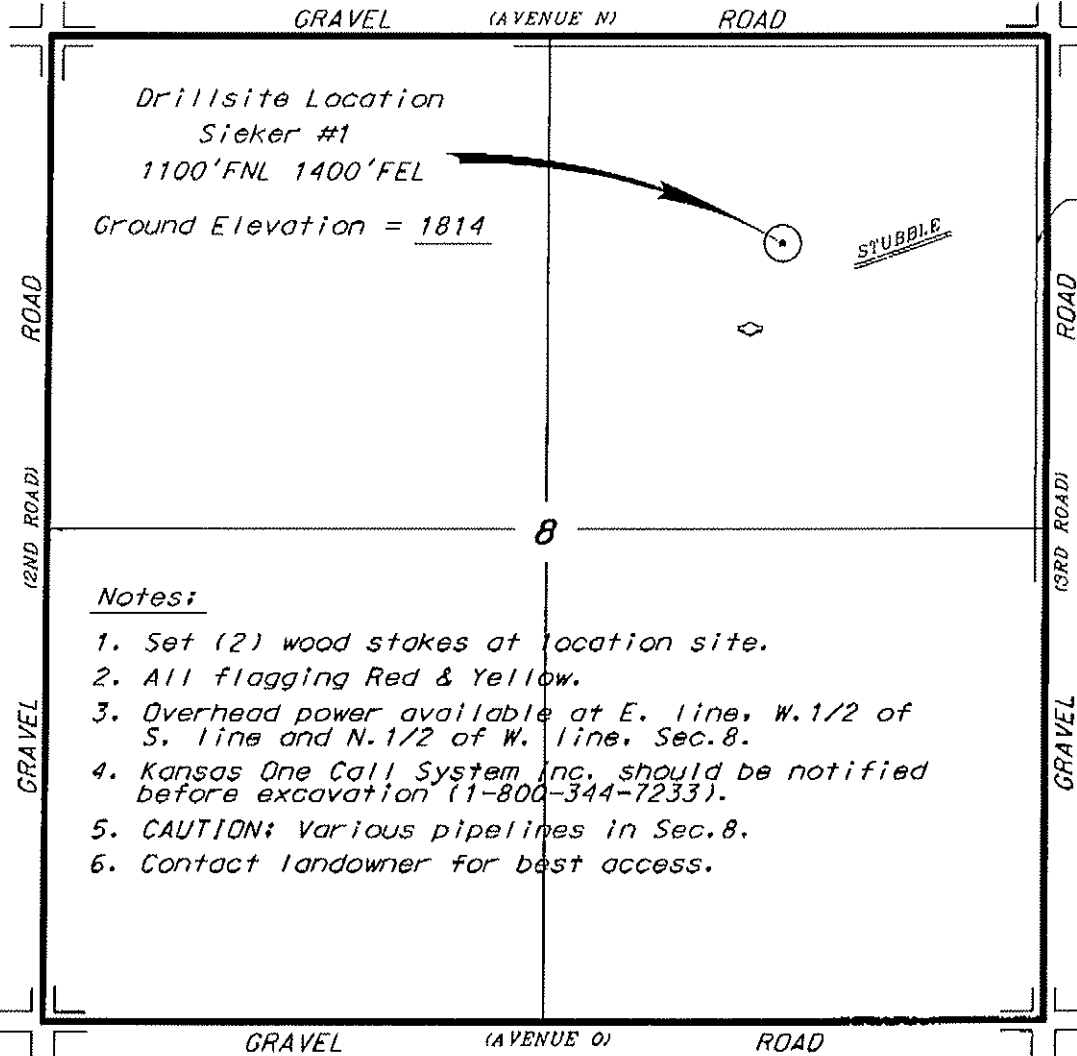 GRAVEL (AVENUE N) ROAD
Drillsite Location
Sieker #1
1100'FNL 1400'FEL
Ground Elevation = 1814
STUBBLE
ROAD
(2ND ROAD)
GRAVEL
ROAD
(3RD ROAD)
GRAVEL
8
Notes:
1. Set (2) wood stakes at location site.
2. All flagging Red & Yellow.
3. Overhead power available at E. line, W.1/2 of
S. line and N.1/2 of W. line, Sec.8.
4. Kansas One Call System Inc. should be notified
before excavation (1-800-344-7233).
5. CAUTION: Various pipelines in Sec.8.
6. Contact landowner for best access.
GRAVEL (AVENUE O) ROAD